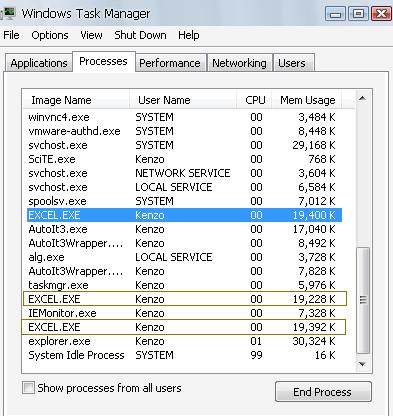 Windows Task Manager
File Options View Shut Down Help
Applications Processes Performance Networking Users
Image Name User Name CPU Mem Usage
winvnc4.exe SYSTEM 00 3,484 K
vmware-authd.exe SYSTEM 00 8,448 K
svchost.exe SYSTEM 00 29,168 K
SciTE.exe Kenzo 00 768 K
svchost.exe NETWORK SERVICE 00 3,604 K
svchost.exe LOCAL SERVICE 00 6,584 K
spoolsv.exe SYSTEM 00 7,012 K
EXCEL.EXE Kenzo 00 19,400 K
AutoIt3.exe Kenzo 00 17,040 K
AutoIt3Wrapper.... Kenzo 00 8,492 K
alg.exe LOCAL SERVICE 00 3,728 K
AutoIt3Wrapper.... Kenzo 00 7,828 K
taskmgr.exe Kenzo 00 5,976 K
EXCEL.EXE Kenzo 00 19,228 K
IEMonitor.exe Kenzo 00 7,328 K
EXCEL.EXE Kenzo 00 19,392 K
explorer.exe Kenzo 01 30,324 K
System Idle Process SYSTEM 99 16 K
Show processes from all users End Process